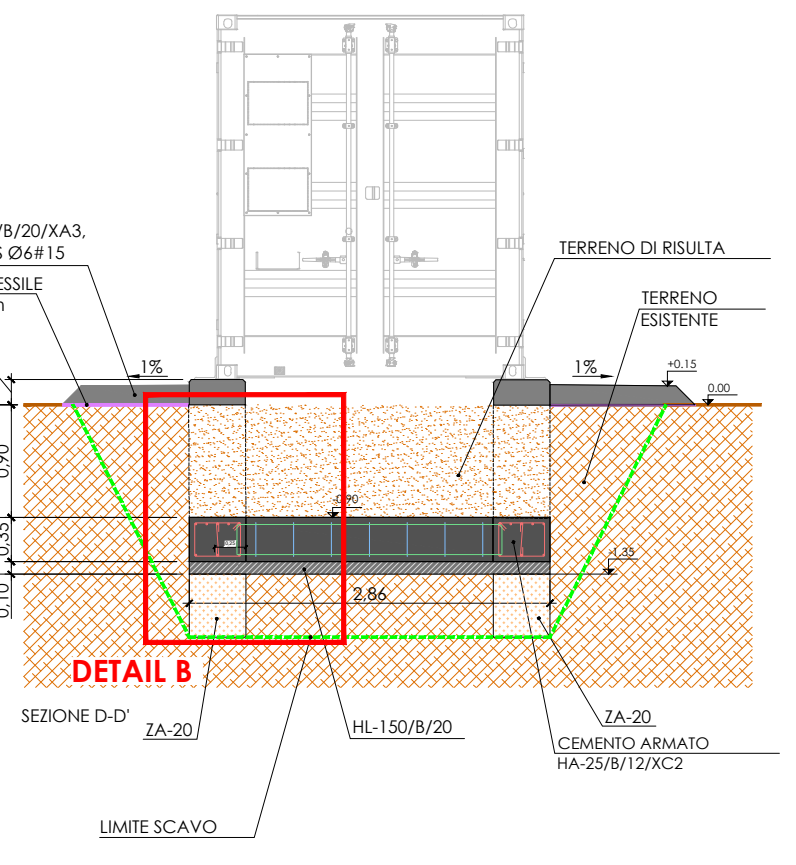 /B/20/XA3,
S Ø6#15
ESSILE
TERRENO DI RISULTA
TERRENO
ESISTENTE
1%
1%
+0.15
0.00
0,90
-0.90
0,35
0,10
-1.35
2,86
DETAIL B
SEZIONE D-D'
ZA-20
HL-150/B/20
ZA-20
CEMENTO ARMATO
HA-25/B/12/XC2
LIMITE SCAVO